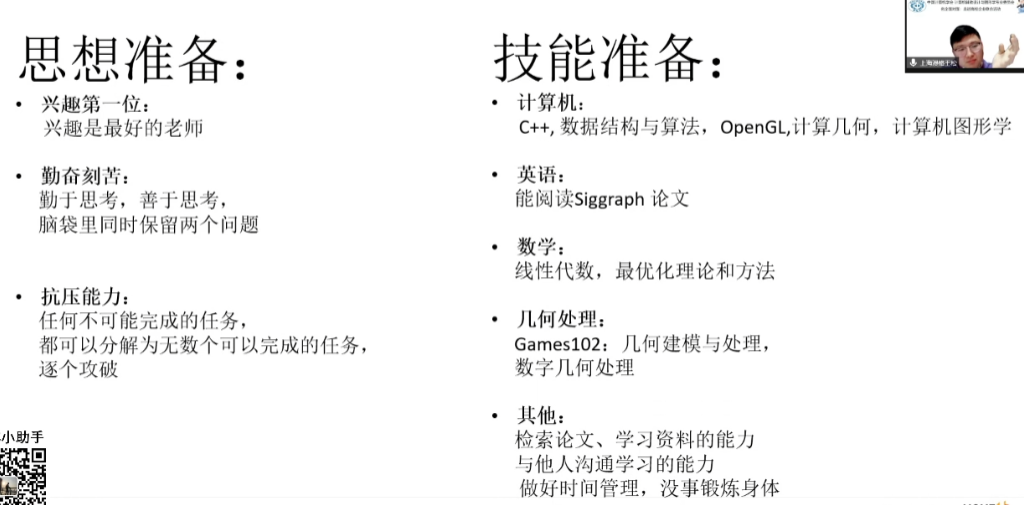 思想准备：
• 兴趣第一位：
兴趣是最好的老师
• 勤奋刻苦：
勤于思考，善于思考，
脑袋里同时保留两个问题
• 抗压能力：
任何不可能完成的任务，
都可以分解为无数个可以完成的任务，
逐个攻破
小助手
技能准备：
• 计算机：
C++, 数据结构与算法，OpenGL,计算几何，计算机图形学
• 英语：
能阅读Siggraph 论文
• 数学：
线性代数，最优化理论和方法
• 几何处理：
Games102：几何建模与处理，
数字几何处理
• 其他：
检索论文、学习资料的能力
与他人沟通学习的能力
做好时间管理，没事锻炼身体